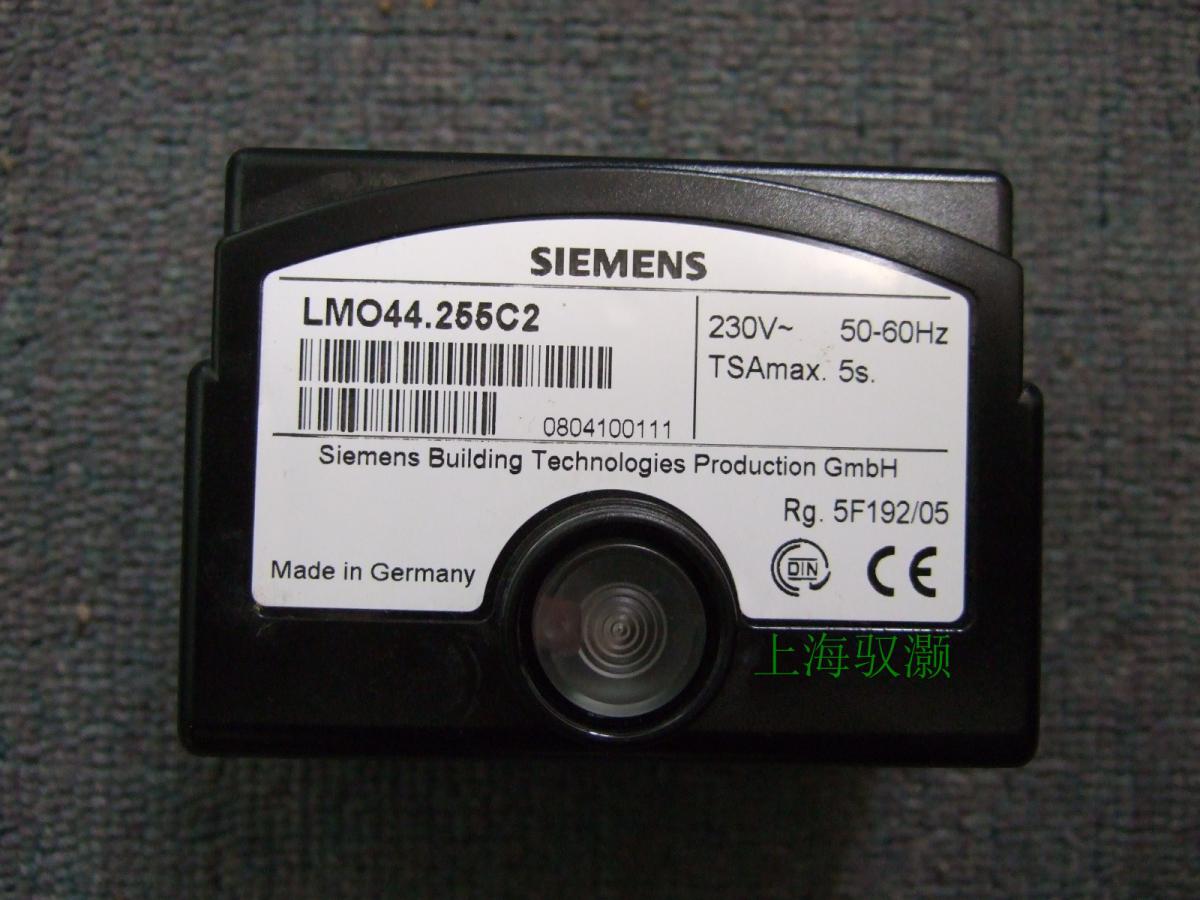 SIEMENS
LMO44.255C2
230V~ 50-60Hz
TSAmax. 5s.
0804100111
Siemens Building Technologies Production GmbH
Rg. 5F192/05
Made in Germany
DIN CE
上海驭灏